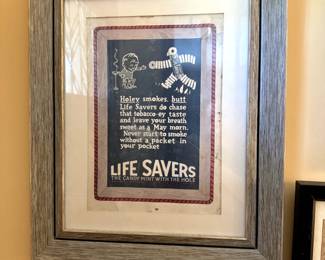 Holey smokes, butt
Life Savers do chase
that tobacco-ey taste
and leave your breath
sweet as a May morn.
Never start to smoke
without a packet in
your pocket
LIFE SAVERS
THE CANDY MINT WITH THE HOLE